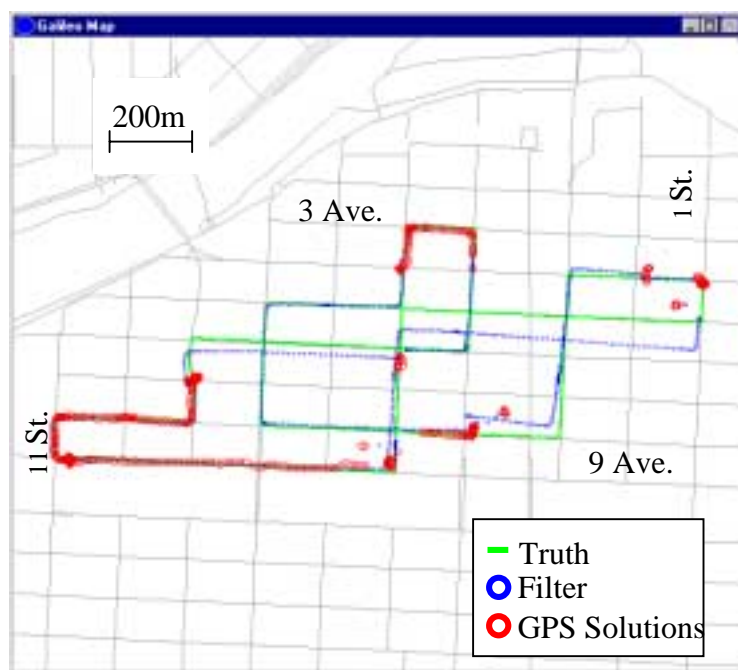 Galileo Map
200m
3 Ave.
1 St.
11 St.
9 Ave.
Truth
Filter
GPS Solutions